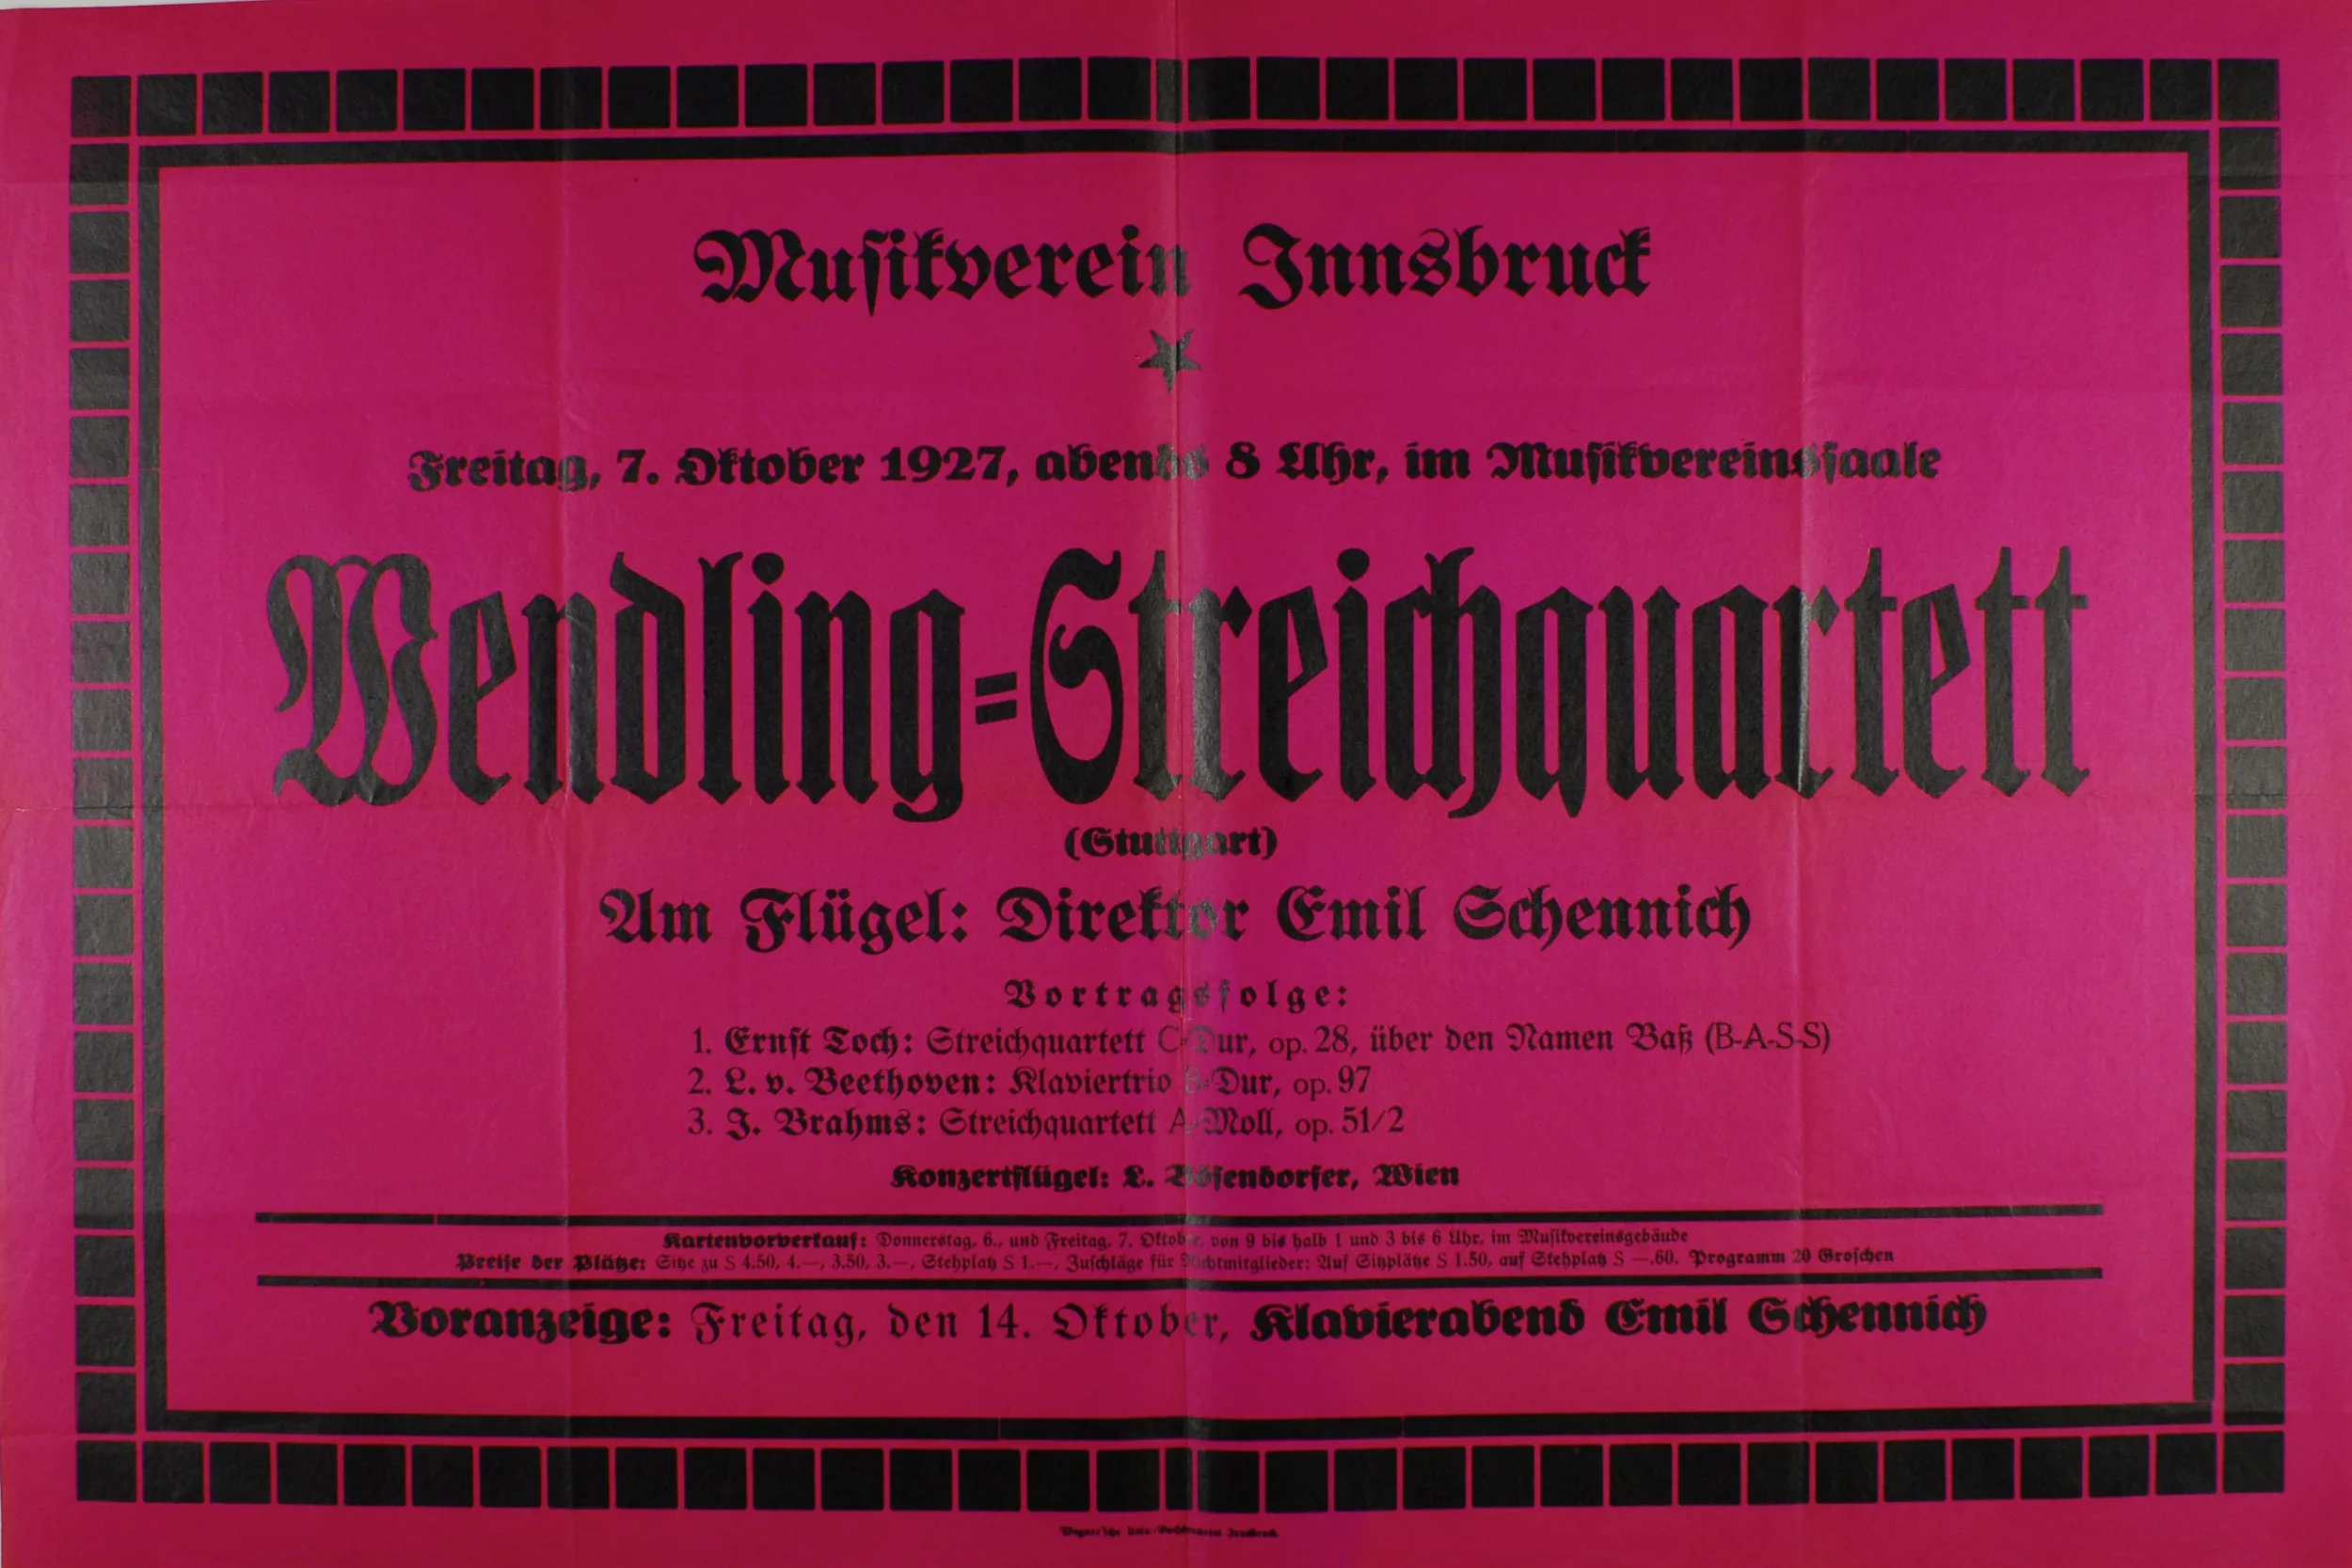 Musikverein Innsbruck
Freitag, 7. Oktober 1927, abends 8 Uhr, im Musikvereinssaale
Wendling=Streichquartett
(Stuttgart)
Am Flügel: Direktor Emil Schennich
Vortragsfolge:
1. Ernst Toch: Streichquartett C=Dur, op. 28, über den Namen Baß (B-A-S-S)
2. L. v. Beethoven: Klaviertrio B=Dur, op. 97
3. J. Brahms: Streichquartett A-Moll, op. 51/2
Konzertflügel: L. Bösendorfer, Wien
Kartenvorverkauf: Donnerstag, 6., und Freitag, 7. Oktober, von 9 bis halb 1 und 3 bis 6 Uhr, im Musikvereinsgebäude
Preise der Plätze: Sitze zu S 4.50, 4.—, 3.50, 3.—, Stehplatz S 1.—, Zuschläge für Nichtmitglieder: Auf Sitzplätze S 1.50, auf Stehplatz S —.60. Programm 20 Groschen
Voranzeige: Freitag, den 14. Oktober, Klavierabend Emil Schennich
Wagner'sche Univ.-Buchdruckerei Innsbruck